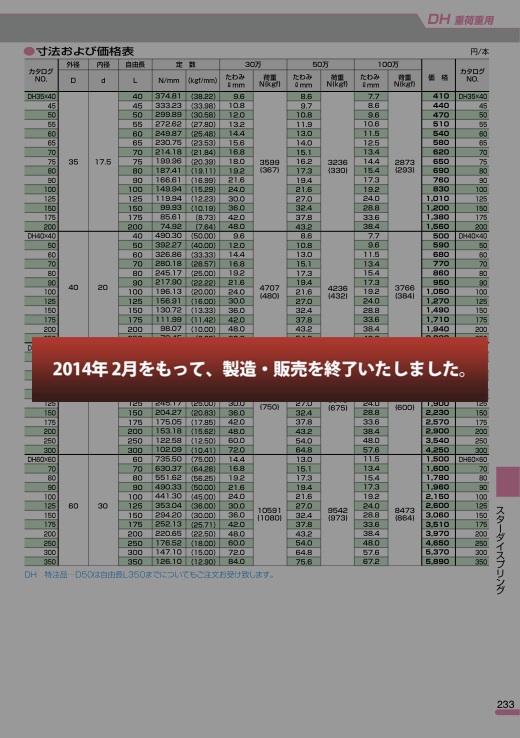 DH 重荷重用
●寸法および価格表
円/本
カタログNO. 外径D 内径d 自由長L 定数 N/mm (kgf/mm) 30万 たわみℓmm 荷重N(kgf) 50万 たわみℓmm 荷重N(kgf) 100万 たわみℓmm 荷重N(kgf) 価格 カタログNO.
DH35×40 40 374.81 (38.22) 9.6 8.6 7.7 410 DH35×40
45 45 333.23 (33.98) 10.8 9.7 8.6 440 45
50 50 299.89 (30.58) 12.0 10.8 9.6 470 50
55 55 272.62 (27.80) 13.2 11.9 10.6 510 55
60 60 249.87 (25.48) 14.4 13.0 11.5 540 60
65 65 230.75 (23.53) 15.6 14.0 12.5 580 65
70 70 214.18 (21.84) 16.8 15.1 13.4 620 70
75 35 17.5 75 199.96 (20.39) 18.0 3599 (367) 16.2 3236 (330) 14.4 2873 (293) 650 75
80 80 187.41 (19.11) 19.2 17.3 15.4 690 80
90 90 166.61 (16.99) 21.6 19.4 17.3 760 90
100 100 149.94 (15.29) 24.0 21.6 19.2 830 100
125 125 119.94 (12.23) 30.0 27.0 24.0 1,010 125
150 150 99.93 (10.19) 36.0 32.4 28.8 1,200 150
175 175 85.61 (8.73) 42.0 37.8 33.6 1,380 175
200 200 74.92 (7.64) 48.0 43.2 38.4 1,560 200
DH40×40 40 490.30 (50.00) 9.6 8.6 7.7 500 DH40×40
50 50 392.27 (40.00) 12.0 10.8 9.6 590 50
60 60 326.86 (33.33) 14.4 13.0 11.5 680 60
70 70 280.18 (28.57) 16.8 15.1 13.4 770 70
80 80 245.17 (25.00) 19.2 17.3 15.4 860 80
90 90 217.90 (22.22) 21.6 19.4 17.3 950 90
100 40 20 100 196.13 (20.00) 24.0 4707 (480) 21.6 4236 (432) 19.2 3766 (384) 1,050 100
125 125 156.91 (16.00) 30.0 27.0 24.0 1,270 125
150 150 130.72 (13.33) 36.0 32.4 28.8 1,490 150
175 175 111.99 (11.42) 42.0 37.8 33.6 1,710 175
200 200 98.07 (10.00) 48.0 43.2 38.4 1,940 200
2014年 2月をもって、製造・販売を終了いたしました。
125 125 245.17 (25.00) 30.0 (750) 27.0 (675) 24.0 (600) 1,900 125
150 150 204.27 (20.83) 36.0 32.4 28.8 2,230 150
175 175 175.05 (17.85) 42.0 37.8 33.6 2,570 175
200 200 153.18 (15.62) 48.0 43.2 38.4 2,900 200
250 250 122.58 (12.50) 60.0 54.0 48.0 3,540 250
300 300 102.09 (10.41) 72.0 64.8 57.6 4,250 300
DH60×60 60 735.50 (75.00) 14.4 13.0 11.5 1,500 DH60×60
70 70 630.37 (64.28) 16.8 15.1 13.4 1,600 70
80 80 551.62 (56.25) 19.2 17.3 15.4 1,780 80
90 90 490.33 (50.00) 21.6 19.4 17.3 1,960 90
100 100 441.30 (45.00) 24.0 21.6 19.2 2,150 100
125 60 30 125 353.04 (36.00) 30.0 10591 (1080) 27.0 9542 (973) 24.0 8473 (864) 2,600 125
150 150 294.20 (30.00) 36.0 32.4 28.8 3,060 150
175 175 252.13 (25.71) 42.0 37.8 33.6 3,510 175
200 200 220.65 (22.50) 48.0 43.2 38.4 3,970 200
250 250 176.52 (18.00) 60.0 54.0 48.0 4,650 250
300 300 147.10 (15.00) 72.0 64.8 57.6 5,370 300
350 350 126.10 (12.90) 84.0 75.6 67.2 5,890 350
DH 特注品…D50は自由長L350までについてもご注文お受け致します。
スターダイスプリング
233